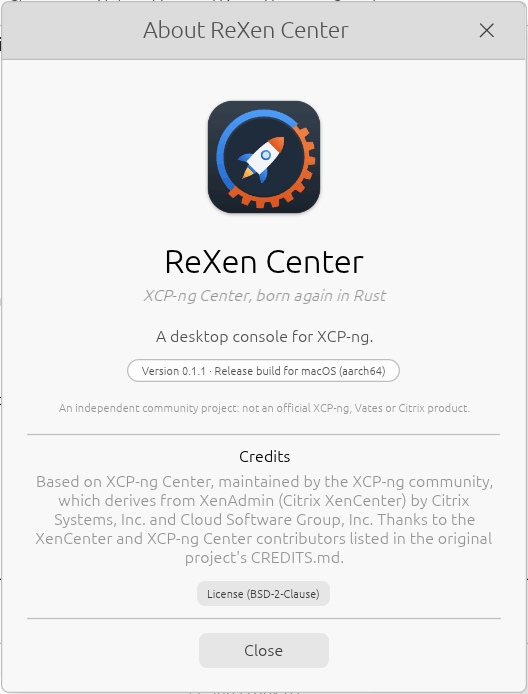 About ReXen Center
ReXen Center
XCP-ng Center, born again in Rust
A desktop console for XCP-ng.
Version 0.1.1 · Release build for macOS (aarch64)
An independent community project: not an official XCP-ng, Vates or Citrix product.
Credits
Based on XCP-ng Center, maintained by the XCP-ng community,
which derives from XenAdmin (Citrix XenCenter) by Citrix
Systems, Inc. and Cloud Software Group, Inc. Thanks to the
XenCenter and XCP-ng Center contributors listed in the original
project's CREDITS.md.
License (BSD-2-Clause)
Close